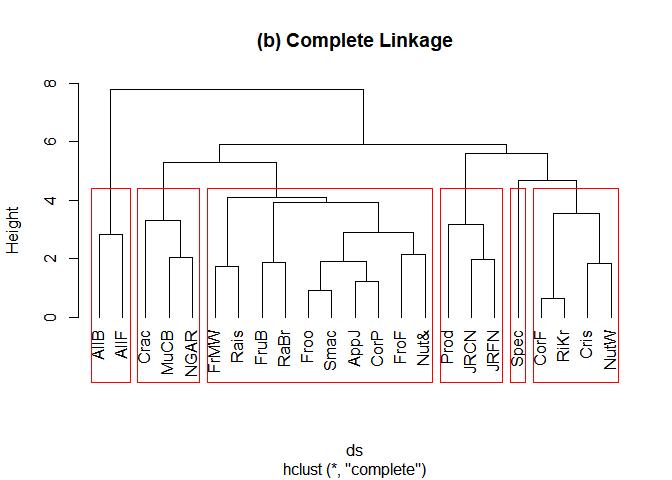 (b) Complete Linkage
Height
8
6
4
2
0
AllB
AllF
Crac
MuCB
NGAR
FrMW
Rais
FruB
RaBr
Froo
Smac
AppJ
CorP
FroF
Nut&
Prod
JRCN
JRFN
Spec
CorF
RiKr
Cris
NutW
ds
hclust (*, "complete")